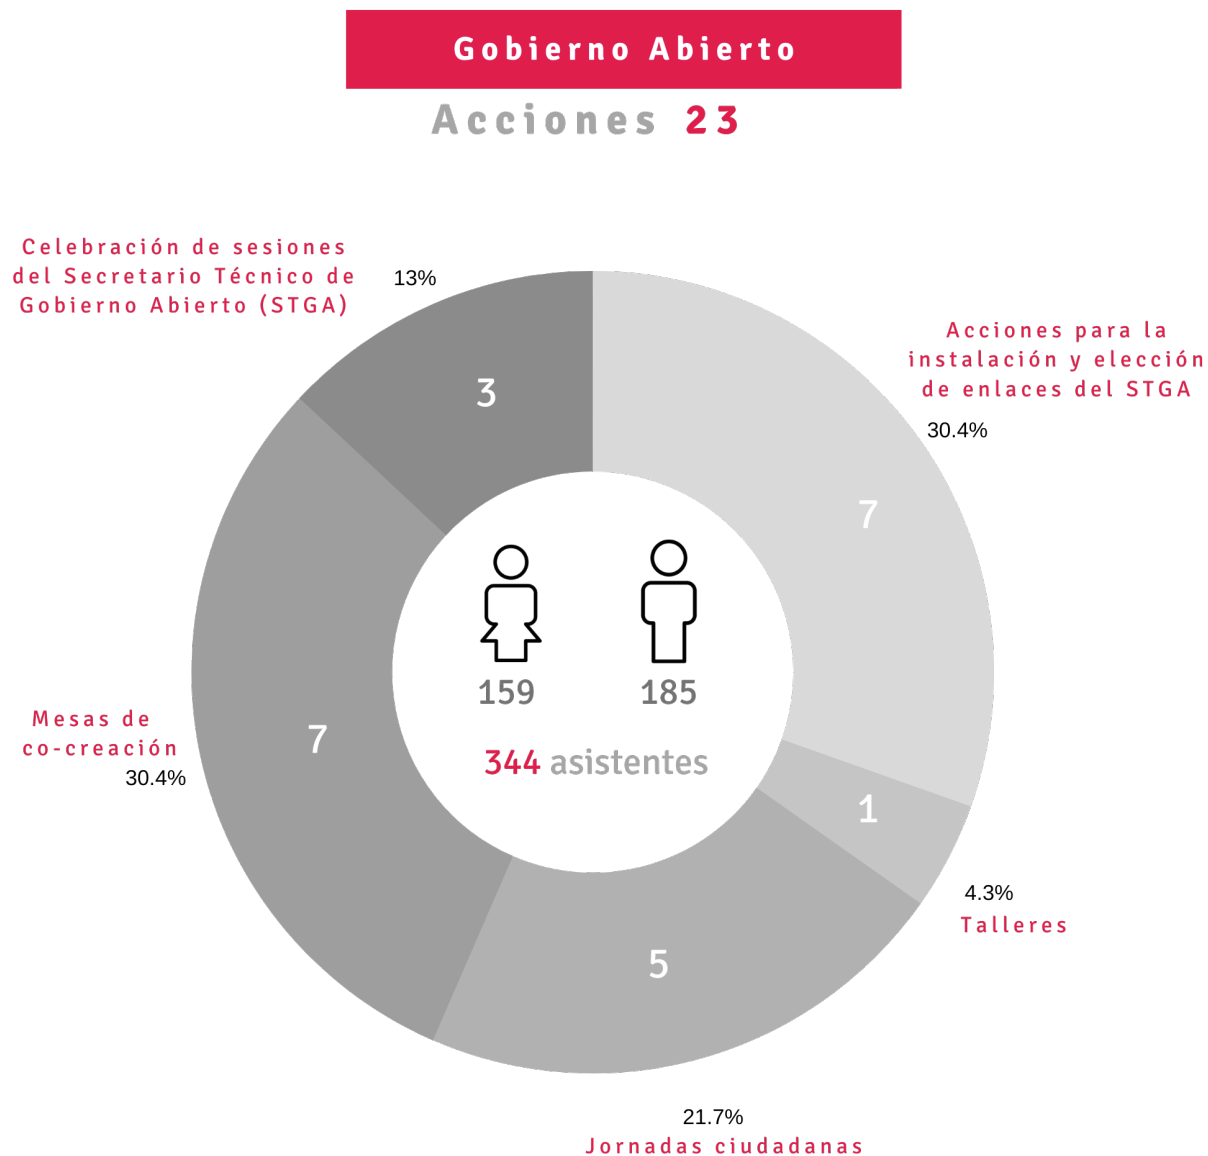 Gobierno Abierto
Acciones 23
Celebración de sesiones
del Secretario Técnico de
Gobierno Abierto (STGA)
13%
3
Acciones para la
instalación y elección
de enlaces del STGA
30.4%
7
159
185
344 asistentes
Mesas de
co-creación
30.4%
7
1
4.3%
Talleres
5
21.7%
Jornadas ciudadanas